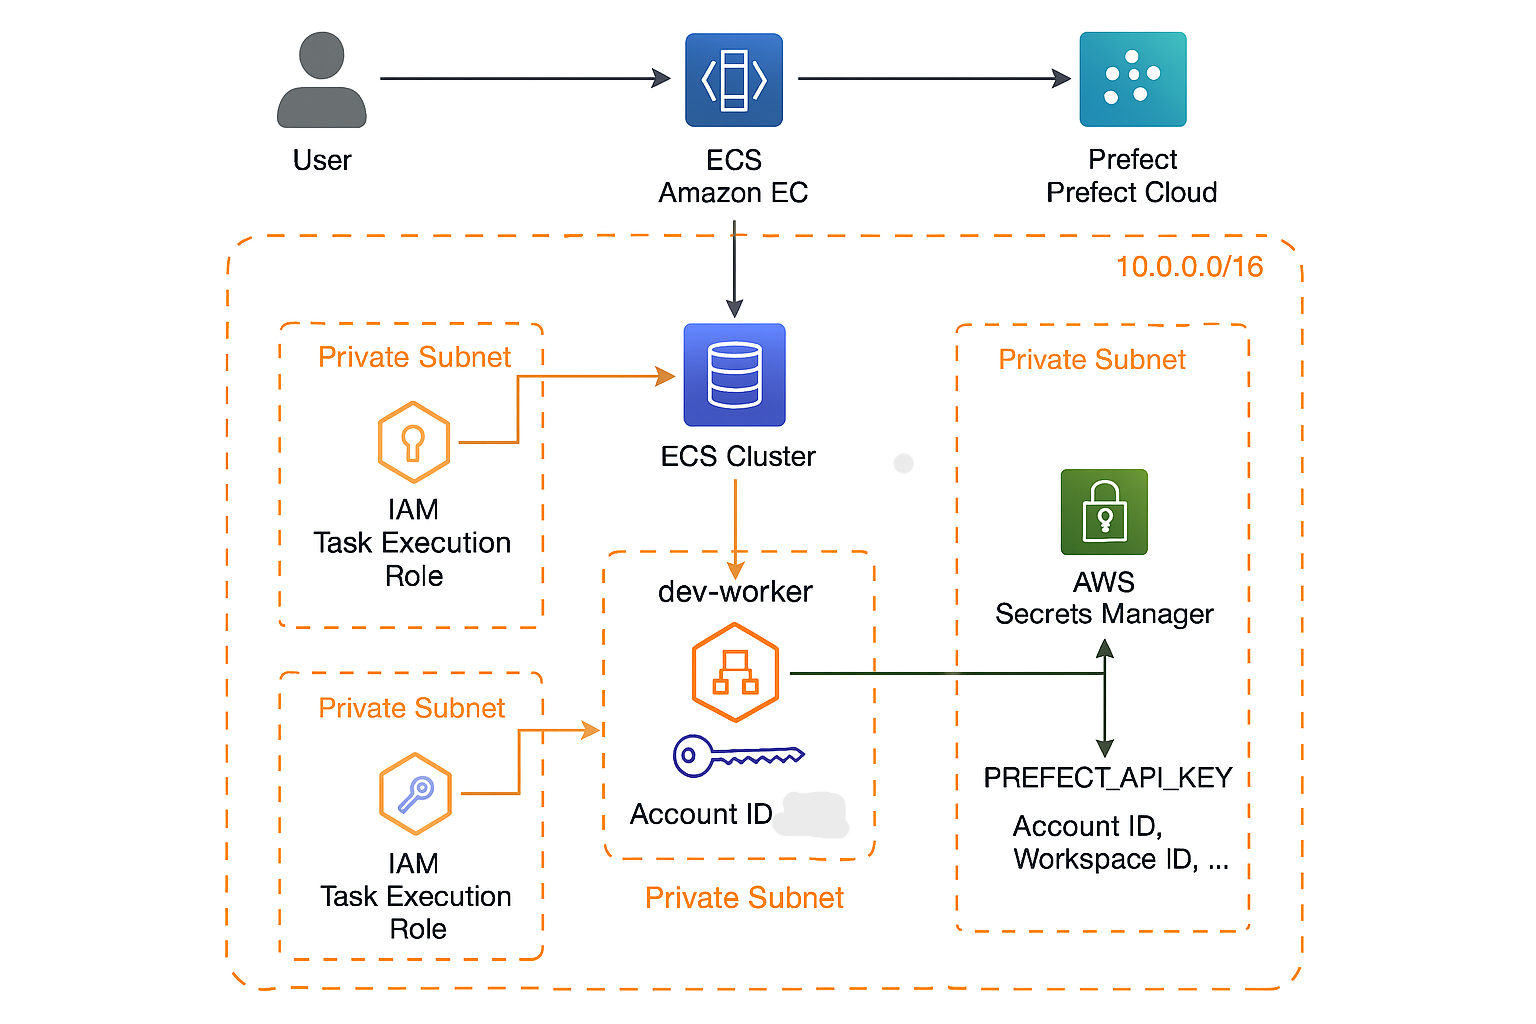 User
ECS
Amazon EC
Prefect
Prefect Cloud
10.0.0.0/16
Private Subnet
IAM
Task Execution
Role
ECS Cluster
Private Subnet
AWS
Secrets Manager
dev-worker
Account ID
Private Subnet
Private Subnet
IAM
Task Execution
Role
PREFECT_API_KEY
Account ID,
Workspace ID, ...